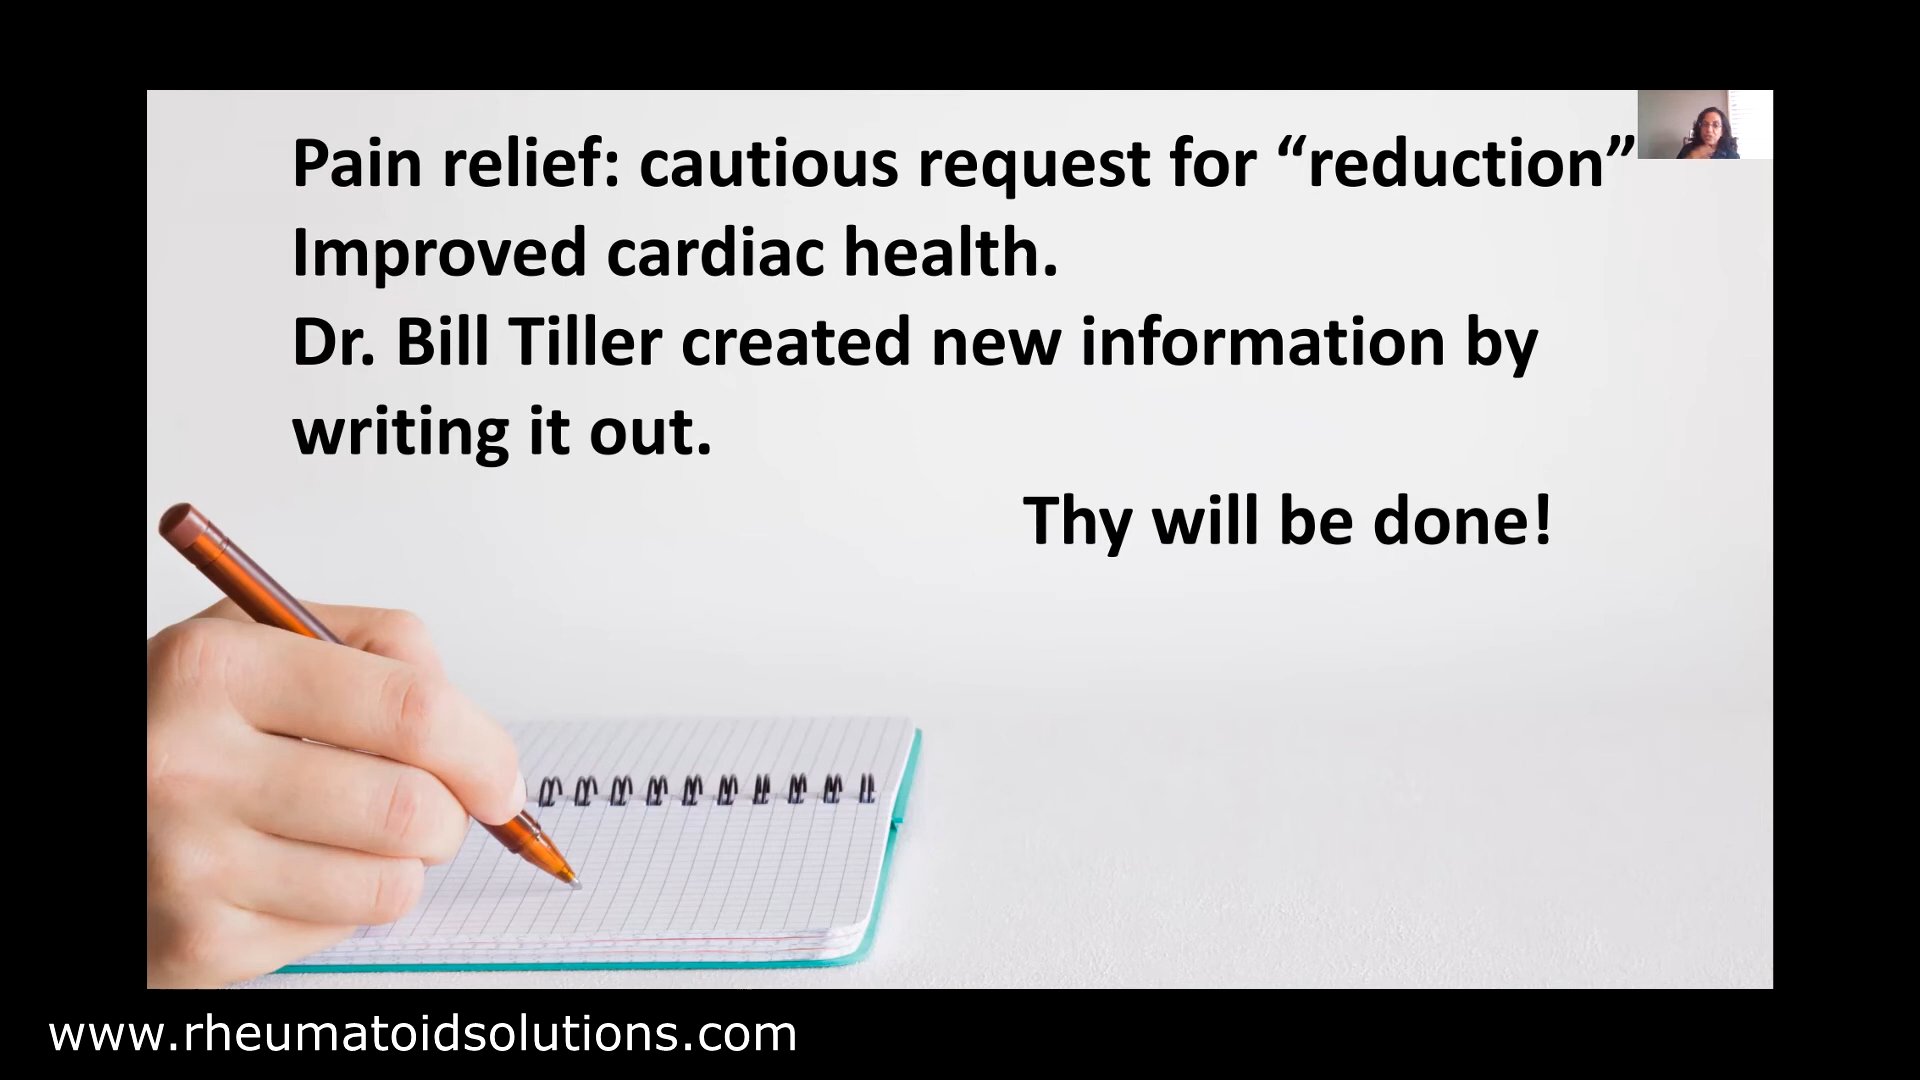 Pain relief: cautious request for “reduction”
Improved cardiac health.
Dr. Bill Tiller created new information by
writing it out.
Thy will be done!
www.rheumatoidsolutions.com